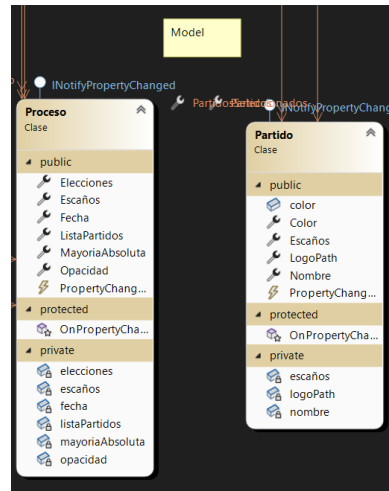 Model
INotifyPropertyChanged
INotifyPropertyChang
Proceso
Clase
public
Elecciones
Escaños
Fecha
ListaPartidos
MayoriaAbsoluta
Opacidad
PropertyChang...
protected
OnPropertyCha...
private
elecciones
escaños
fecha
listaPartidos
mayoriaAbsoluta
opacidad
Partido
Clase
public
color
Color
Escaños
LogoPath
Nombre
PropertyChang...
protected
OnPropertyCha...
private
escaños
logoPath
nombre